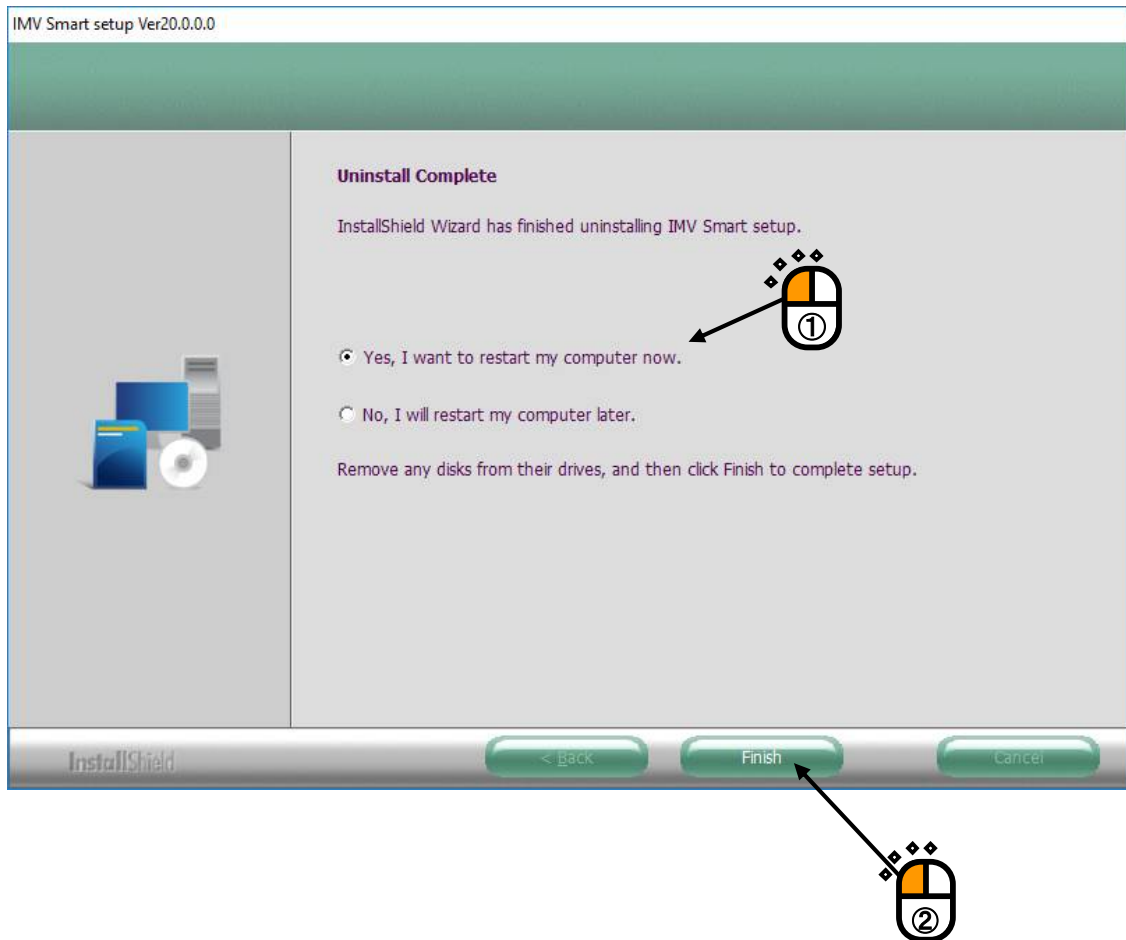 IMV Smart setup Ver20.0.0.0
Uninstall Complete
InstallShield Wizard has finished uninstalling IMV Smart setup.
①
Yes, I want to restart my computer now.
No, I will restart my computer later.
Remove any disks from their drives, and then click Finish to complete setup.
InstallShield
< Back
Finish
Cancel
②